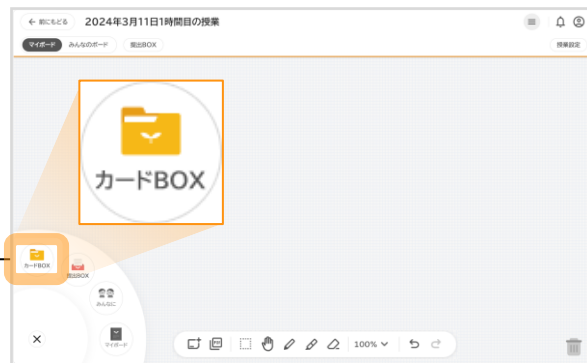 ← 前にもどる 2024年3月11日1時間目の授業
マイボード みんなのボード 提出BOX 授業設定
カードBOX
カードBOX
提出BOX
みんなに
マイボード
PDF
100%